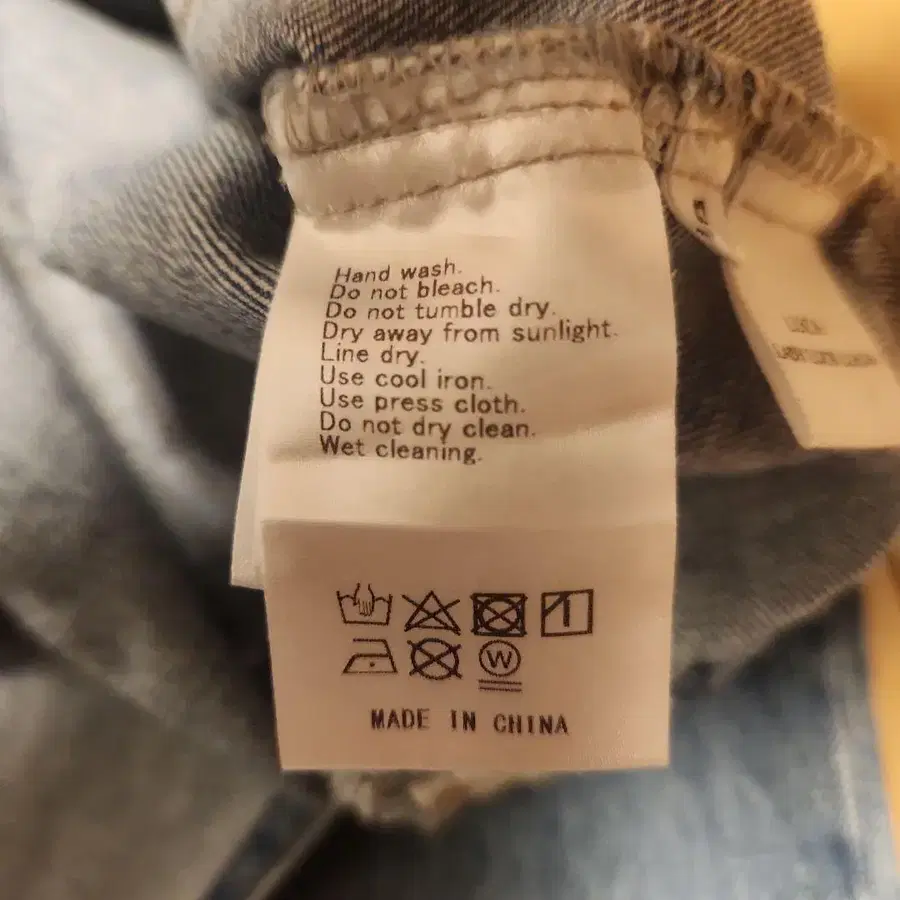 Hand wash.
Do not bleach.
Do not tumble dry.
Dry away from sunlight.
Line dry.
Use cool iron.
Use press cloth.
Do not dry clean.
Wet cleaning.
W
MADE IN CHINA